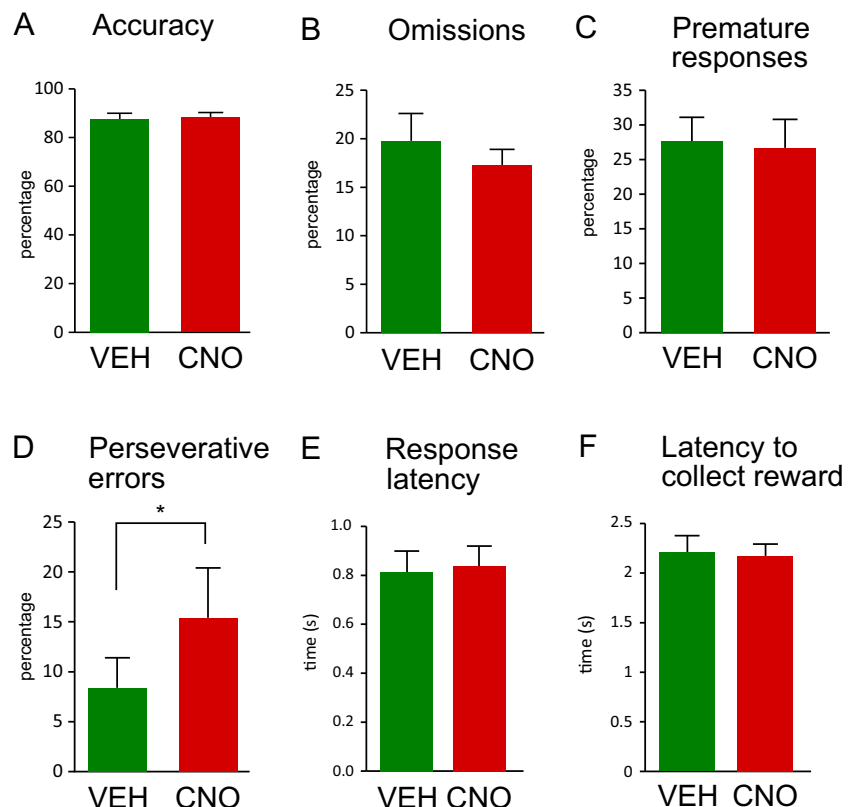 A Accuracy
B Omissions
C Premature
responses
percentage
100
80
60
40
20
0
VEH CNO
percentage
25
20
15
10
5
0
VEH CNO
percentage
35
30
25
20
15
10
5
0
VEH CNO
D Perseverative
errors
*
percentage
25
20
15
10
5
0
VEH CNO
E Response
latency
time (s)
1.0
0.8
0.6
0.4
0.2
0.0
VEH CNO
F Latency to
collect reward
time (s)
2.5
2
1.5
1
0.5
0
VEH CNO